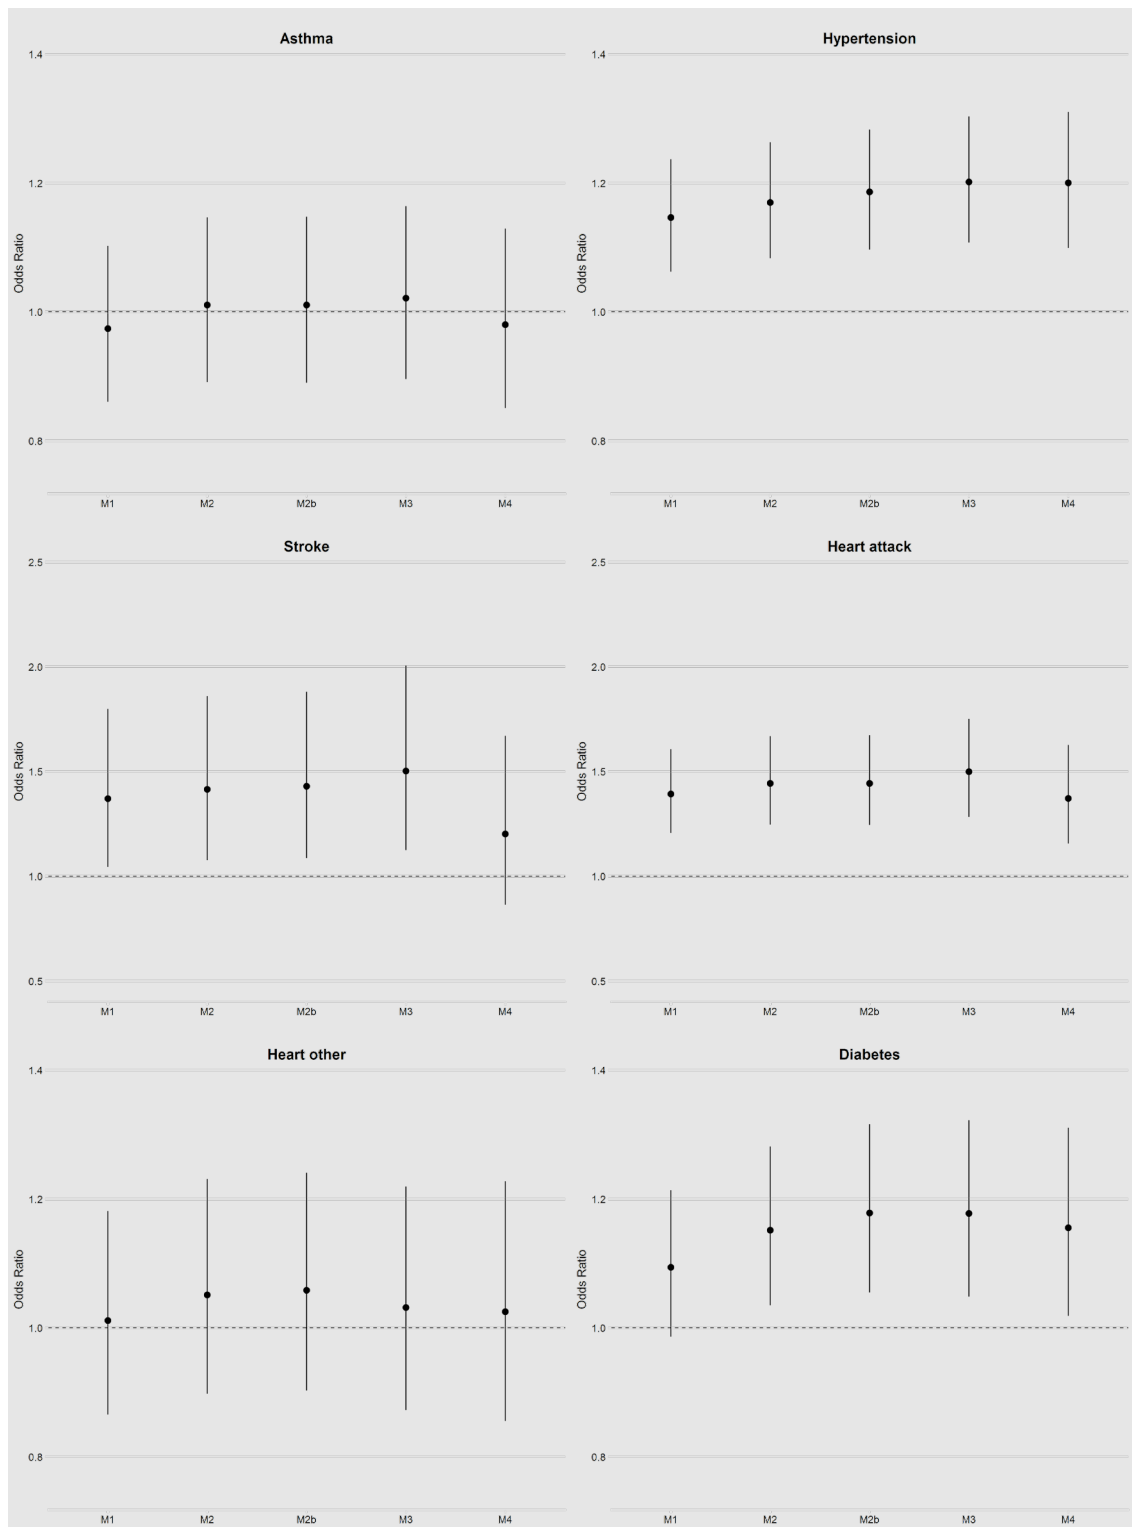 Asthma
1.4
1.2
1.0
0.8
Odds Ratio
M1 M2 M2b M3 M4
Hypertension
1.4
1.2
1.0
0.8
Odds Ratio
M1 M2 M2b M3 M4
Stroke
2.5
2.0
1.5
1.0
0.5
Odds Ratio
M1 M2 M2b M3 M4
Heart attack
2.5
2.0
1.5
1.0
0.5
Odds Ratio
M1 M2 M2b M3 M4
Heart other
1.4
1.2
1.0
0.8
Odds Ratio
M1 M2 M2b M3 M4
Diabetes
1.4
1.2
1.0
0.8
Odds Ratio
M1 M2 M2b M3 M4